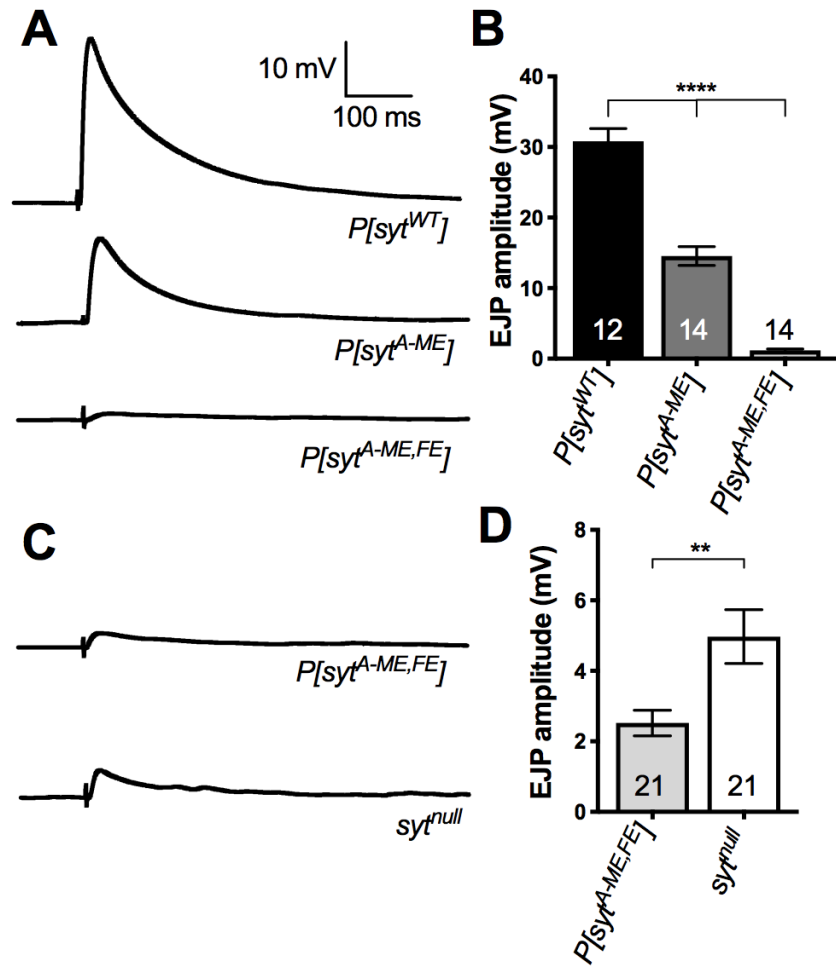 A
10 mV
100 ms
P[syt^WT]
P[syt^A-ME]
P[syt^A-ME,FE]
B
EJP amplitude (mV)
40
30
20
10
0
****
12
14
14
P[syt^WT]
P[syt^A-ME]
P[syt^A-ME,FE]
C
P[syt^A-ME,FE]
syt^null
D
EJP amplitude (mV)
8
6
4
2
0
**
21
21
P[syt^A-ME,FE]
syt^null